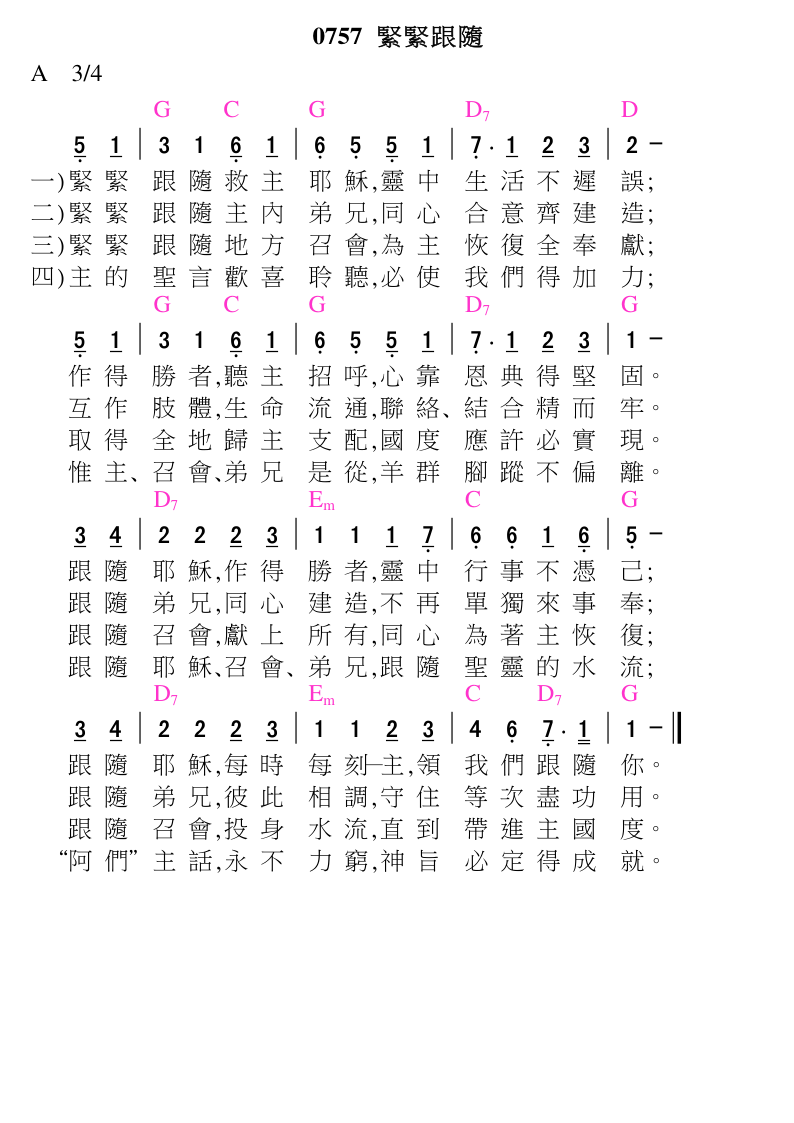 0757 緊緊跟隨
A 3/4
G C G D7 D
5 1 | 3 1 6 1 | 6 5 5 1 | 7 · 1 2 3 | 2 –
一)緊緊 跟隨救主 耶穌,靈中 生活不遲 誤;
二)緊緊 跟隨主內 弟兄,同心 合意齊建 造;
三)緊緊 跟隨地方 召會,為主 恢復全奉 獻;
四)主的 聖言歡喜 聆聽,必使 我們得加 力;
G C G D7 G
5 1 | 3 1 6 1 | 6 5 5 1 | 7 · 1 2 3 | 1 –
作得 勝者,聽主 招呼,心靠 恩典得堅 固。
互作 肢體,生命 流通,聯絡、結合精而 牢。
取得 全地歸主 支配,國度 應許必實 現。
惟主、召會、弟兄 是從,羊群 腳蹤不偏 離。
D7 Em C G
3 4 | 2 2 2 3 | 1 1 1 7 | 6 6 1 6 | 5 –
跟隨 耶穌,作得 勝者,靈中 行事不憑 己;
跟隨 弟兄,同心 建造,不再 單獨來事 奉;
跟隨 召會,獻上 所有,同心 為著主恢 復;
跟隨 耶穌、召會、弟兄,跟隨 聖靈的水 流;
D7 Em C D7 G
3 4 | 2 2 2 3 | 1 1 2 3 | 4 6 7 · 1 | 1 – ‖
跟隨 耶穌,每時 每刻─主,領 我們跟隨 你。
跟隨 弟兄,彼此 相調,守住 等次盡功 用。
跟隨 召會,投身 水流,直到 帶進主國 度。
“阿們” 主話,永不 力窮,神旨 必定得成 就。